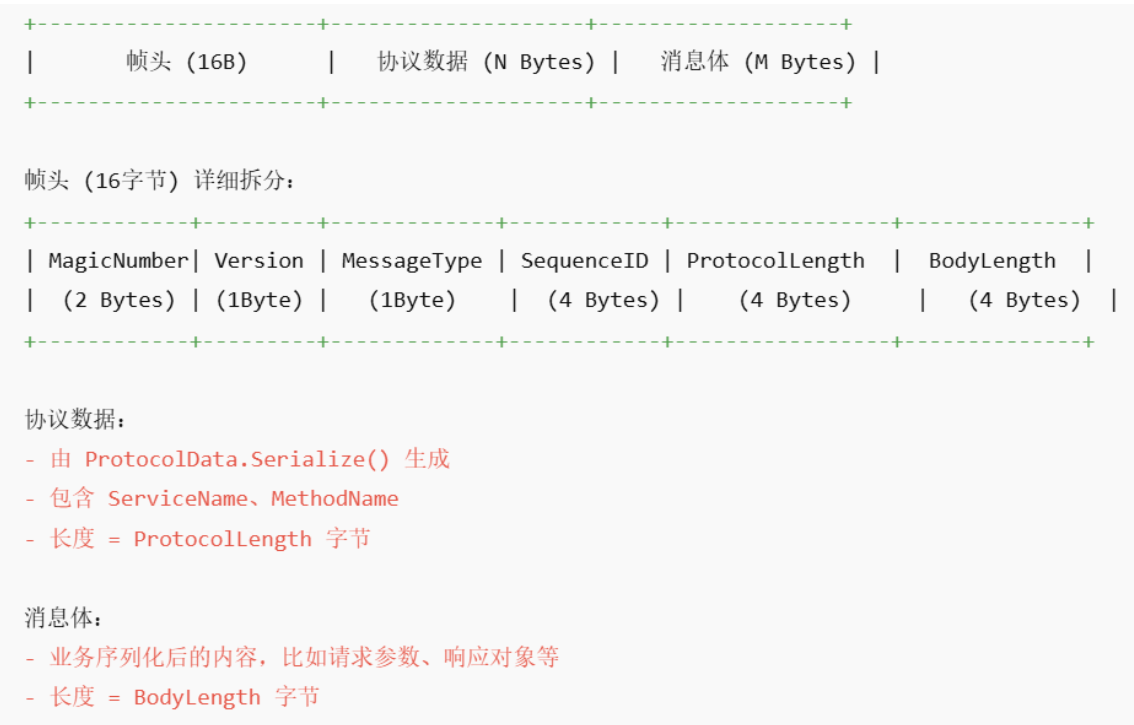 +----------------------+--------------------+-------------------+
|       帧头 (16B)      |   协议数据 (N Bytes) |   消息体 (M Bytes) |
+----------------------+--------------------+-------------------+
帧头 (16字节) 详细拆分：
+------------+---------+-------------+------------+-----------------+--------------+
| MagicNumber| Version | MessageType | SequenceID | ProtocolLength  |  BodyLength  |
|  (2 Bytes) | (1Byte) |   (1Byte)    |  (4 Bytes) |    (4 Bytes)     |   (4 Bytes)  |
+------------+---------+-------------+------------+-----------------+--------------+
协议数据：
- 由 ProtocolData.Serialize() 生成
- 包含 ServiceName、MethodName
- 长度 = ProtocolLength 字节
消息体：
- 业务序列化后的内容，比如请求参数、响应对象等
- 长度 = BodyLength 字节